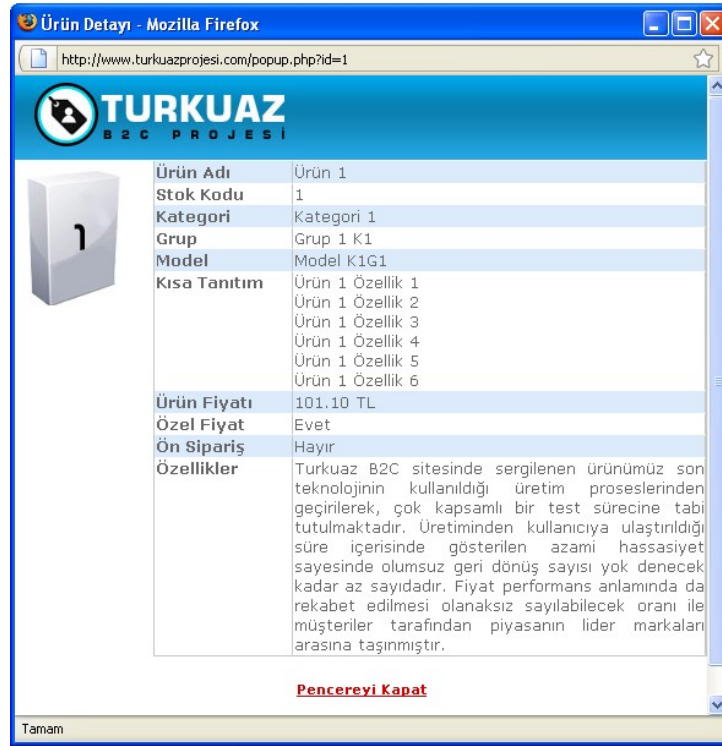 Ürün Detayı - Mozilla Firefox
http://www.turkuazprojesi.com/popup.php?id=1
TURKUAZ
B2C PROJESİ
1
Ürün Adı Ürün 1
Stok Kodu 1
Kategori Kategori 1
Grup Grup 1 K1
Model Model K1G1
Kısa Tanıtım Ürün 1 Özellik 1
Ürün 1 Özellik 2
Ürün 1 Özellik 3
Ürün 1 Özellik 4
Ürün 1 Özellik 5
Ürün 1 Özellik 6
Ürün Fiyatı 101.10 TL
Özel Fiyat Evet
Ön Sipariş Hayır
Özellikler Turkuaz B2C sitesinde sergilenen ürünümüz son
teknolojinin kullanıldığı üretim proseslerinden
geçirilerek, çok kapsamlı bir test sürecine tabi
tutulmaktadır. Üretiminden kullanıcıya ulaştırıldığı
süre içerisinde gösterilen azami hassasiyet
sayesinde olumsuz geri dönüş sayısı yok denecek
kadar az sayıdadır. Fiyat performans anlamında da
rekabet edilmesi olanaksız sayılabilecek oranı ile
müşteriler tarafından piyasanın lider markaları
arasına taşınmıştır.
Pencereyi Kapat
Tamam